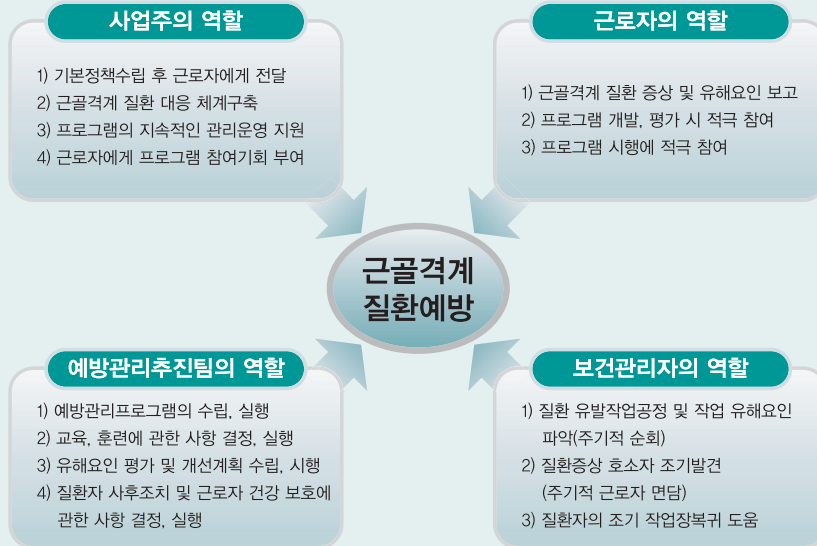 사업주의 역할
1) 기본정책수립 후 근로자에게 전달
2) 근골격계 질환 대응 체계구축
3) 프로그램의 지속적인 관리운영 지원
4) 근로자에게 프로그램 참여기회 부여
근로자의 역할
1) 근골격계 질환 증상 및 유해요인 보고
2) 프로그램 개발, 평가 시 적극 참여
3) 프로그램 시행에 적극 참여
근골격계
질환예방
예방관리추진팀의 역할
1) 예방관리프로그램의 수립, 실행
2) 교육, 훈련에 관한 사항 결정, 실행
3) 유해요인 평가 및 개선계획 수립, 시행
4) 질환자 사후조치 및 근로자 건강 보호에
관한 사항 결정, 실행
보건관리자의 역할
1) 질환 유발작업공정 및 작업 유해요인
파악(주기적 순회)
2) 질환증상 호소자 조기발견
(주기적 근로자 면담)
3) 질환자의 조기 작업장복귀 도움